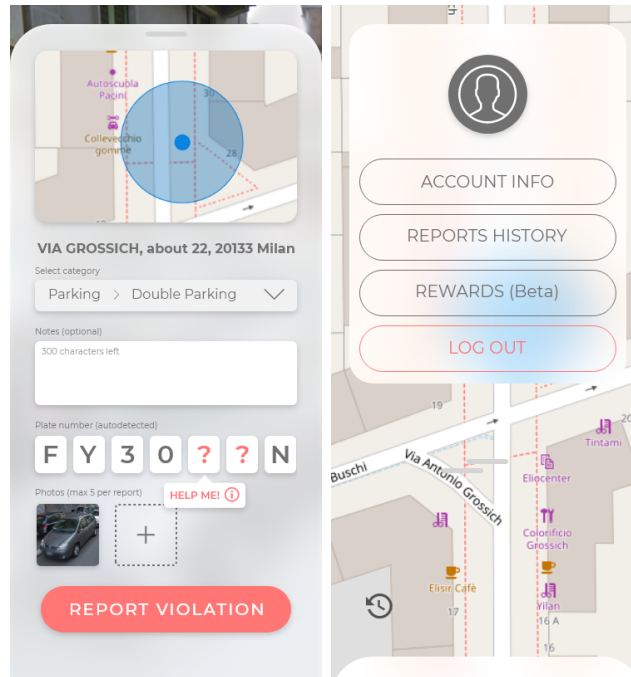 Autoscuola
Pacini
30
Collevecchio
gomme
28
VIA GROSSICH, about 22, 20133 Milan
Select category
Parking > Double Parking
Notes (optional)
300 characters left
Plate number (autodetected)
F Y 3 0 ? ? N
Photos (max 5 per report)
HELP ME!
+
REPORT VIOLATION
ACCOUNT INFO
REPORTS HISTORY
REWARDS (Beta)
LOG OUT
19
20
Tintami
Buschi
Via Antonio Grossich
Eliocenter
Colorificio
Grossich
Elisir Cafè
Yilan
17
16 A
16